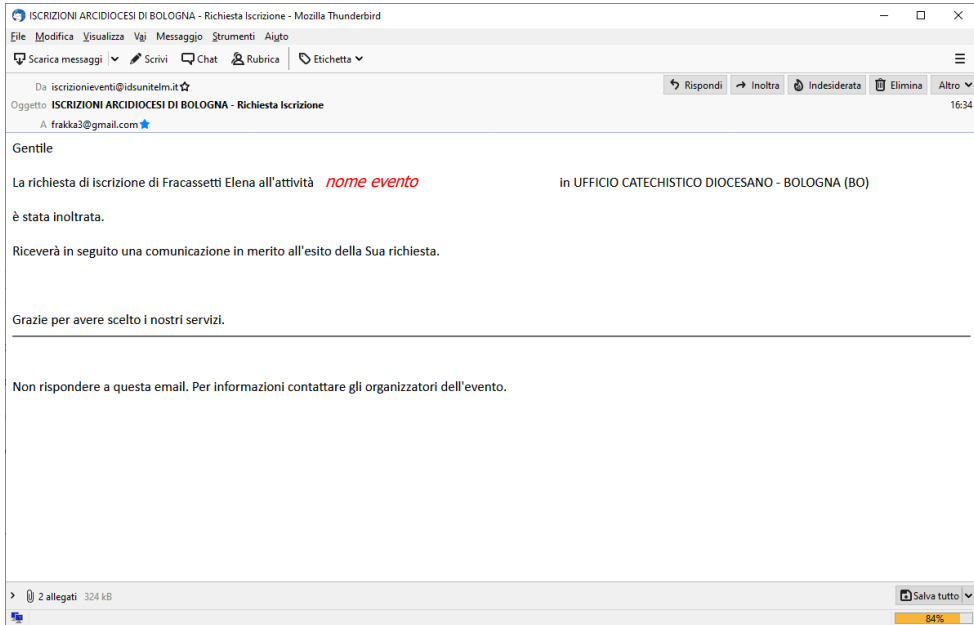 ISCRIZIONI ARCIDIOCESI DI BOLOGNA - Richiesta Iscrizione - Mozilla Thunderbird
File Modifica Visualizza Vai Messaggio Strumenti Aiuto
Scarica messaggi Scrivi Chat Rubrica Etichetta
Da iscrizionieventi@idsunitelm.it Rispondi Inoltra Indesiderata Elimina Altro
Oggetto ISCRIZIONI ARCIDIOCESI DI BOLOGNA - Richiesta Iscrizione 16:34
A frakka3@gmail.com
Gentile
La richiesta di iscrizione di Fracassetti Elena all'attività nome evento in UFFICIO CATECHISTICO DIOCESANO - BOLOGNA (BO)
è stata inoltrata.
Riceverà in seguito una comunicazione in merito all'esito della Sua richiesta.
Grazie per avere scelto i nostri servizi.
Non rispondere a questa email. Per informazioni contattare gli organizzatori dell'evento.
2 allegati 324 kB Salva tutto
84%